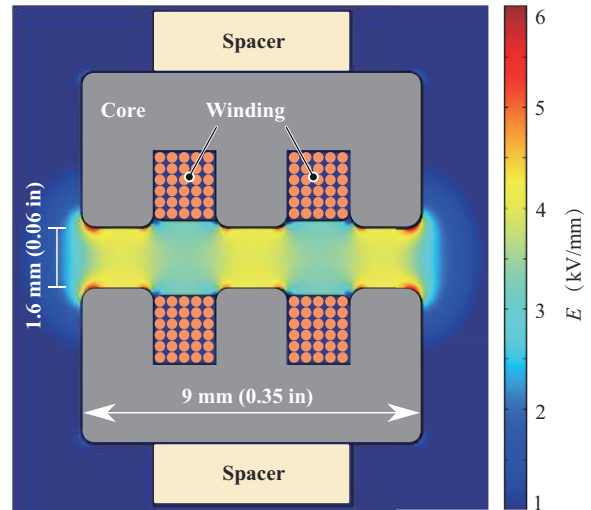 Spacer
Core
Winding
1.6 mm (0.06 in)
9 mm (0.35 in)
Spacer
6
5
4
3
2
1
E (kV/mm)